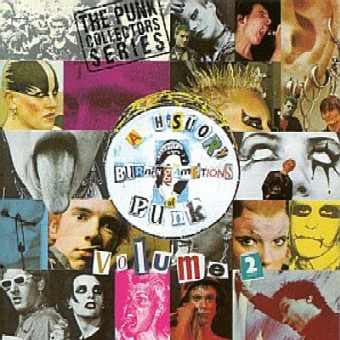 THE PUNK
COLLECTORS
SERIES
A HISTORY
BURNING AMBITIONS
of
PUNK
Volume 2